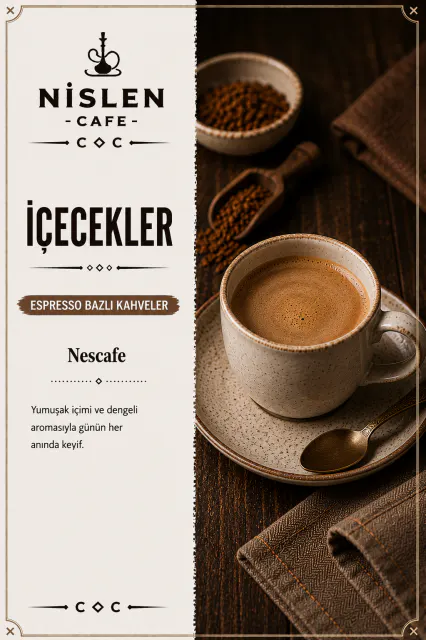 NİSLEN
- CAFE -
C ◇ C
İÇECEKLER
ESPRESSO BAZLI KAHVELER
Nescafe
Yumuşak içimi ve dengeli
aromasıyla günün her
anında keyif.
C ◇ C